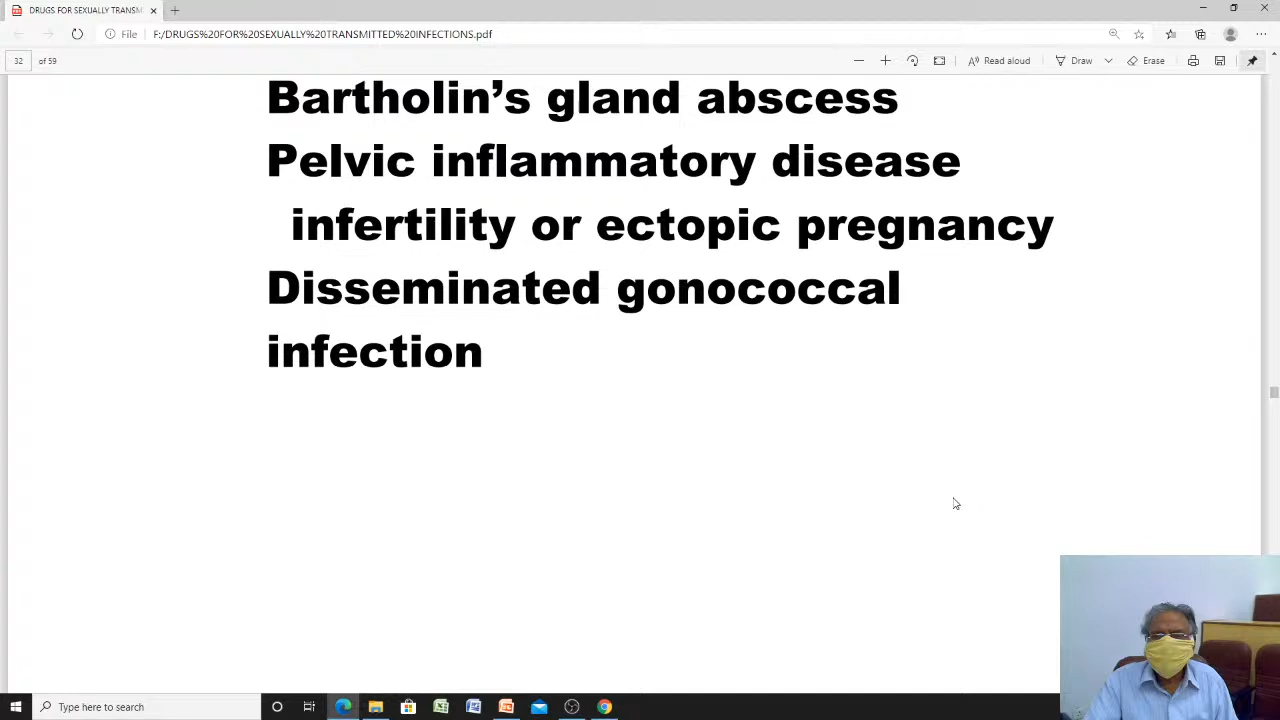 DRUGS FOR SEXUALLY TRANSM
File F:/DRUGS%20FOR%20SEXUALLY%20TRANSMITTED%20INFECTIONS.pdf
32 of 59 Read aloud Draw Erase
Bartholin’s gland abscess
Pelvic inflammatory disease
infertility or ectopic pregnancy
Disseminated gonococcal
infection
Type here to search